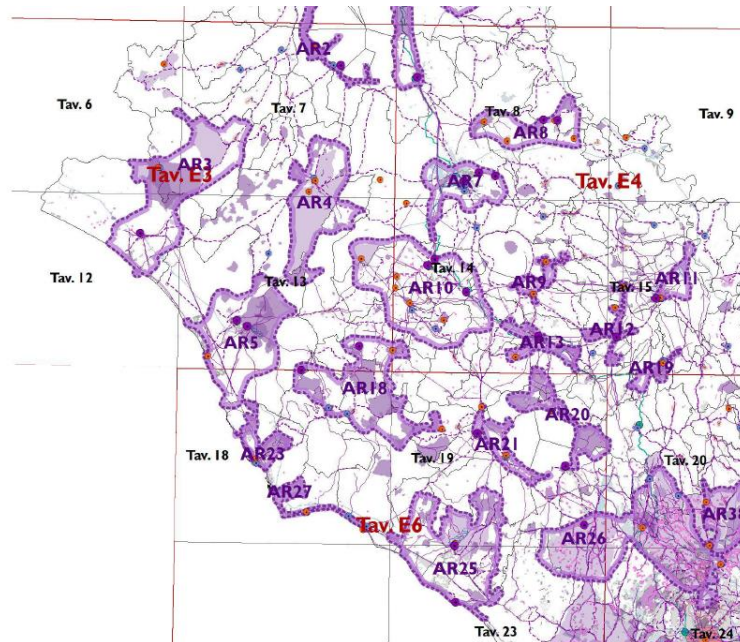 AR2
Tav. 6
Tav. 7
Tav. 8
Tav. 9
AR8
AR3
Tav. E3
AR7
Tav. E4
AR4
Tav. 12
Tav. 13
Tav. 14
Tav. 15
AR9
AR11
AR10
AR5
AR12
AR13
AR19
AR18
AR20
AR21
Tav. 18
AR23
Tav. 19
Tav. 20
AR27
Tav. E6
AR38
AR26
AR25
Tav. 23
Tav. 24